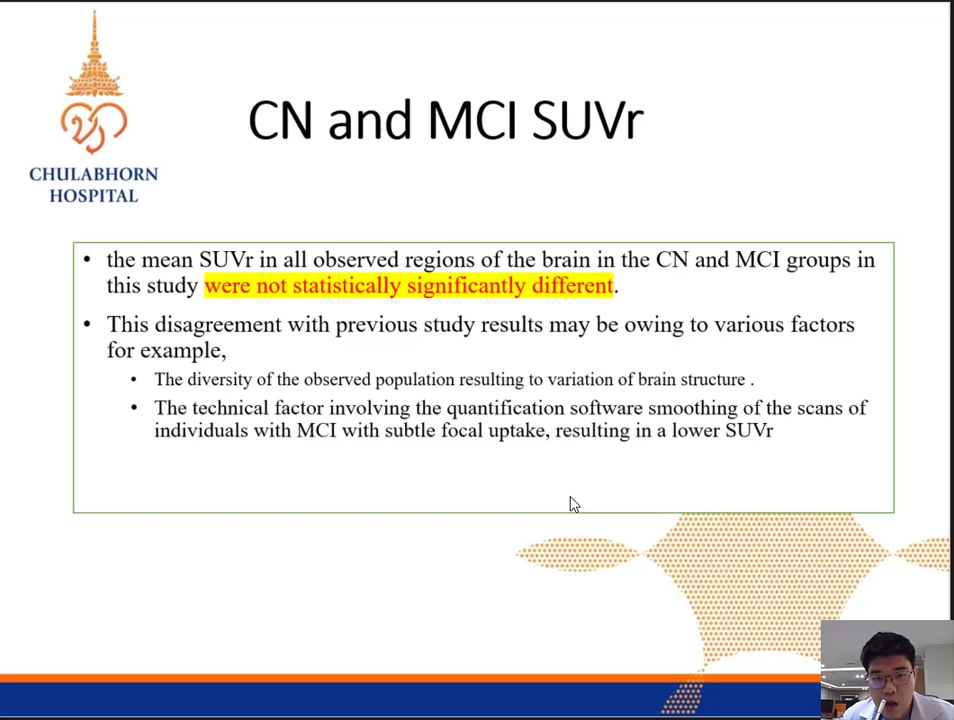 CHULABHORN
HOSPITAL
CN and MCI SUVr
• the mean SUVr in all observed regions of the brain in the CN and MCI groups in
this study were not statistically significantly different.
• This disagreement with previous study results may be owing to various factors
for example,
• The diversity of the observed population resulting to variation of brain structure .
• The technical factor involving the quantification software smoothing of the scans of
individuals with MCI with subtle focal uptake, resulting in a lower SUVr